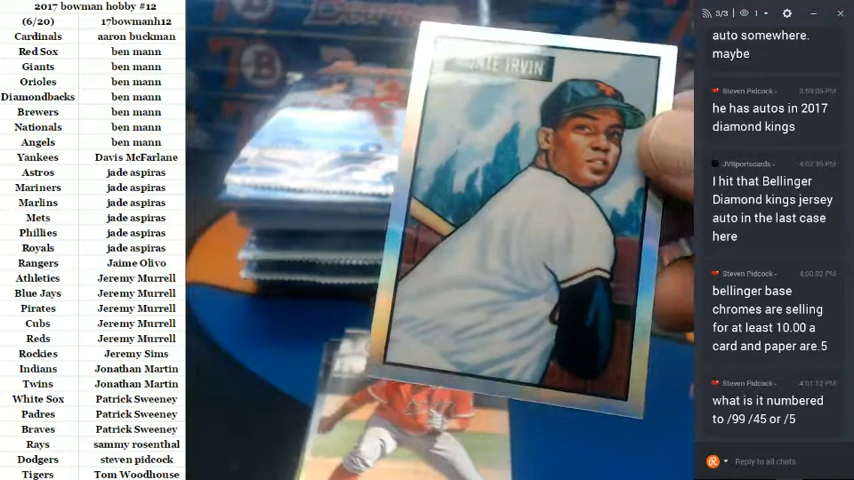 2017 bowman hobby #12
(6/20) 17bowmanh12
Cardinals aaron buckman
Red Sox ben mann
Giants ben mann
Orioles ben mann
Diamondbacks ben mann
Brewers ben mann
Nationals ben mann
Angels ben mann
Yankees Davis McFarlane
Astros jade aspiras
Mariners jade aspiras
Marlins jade aspiras
Mets jade aspiras
Phillies jade aspiras
Royals jade aspiras
Rangers Jaime Olivo
Athletics Jeremy Murrell
Blue Jays Jeremy Murrell
Pirates Jeremy Murrell
Cubs Jeremy Murrell
Reds Jeremy Murrell
Rockies Jeremy Sims
Indians Jonathan Martin
Twins Jonathan Martin
White Sox Patrick Sweeney
Padres Patrick Sweeney
Braves Patrick Sweeney
Rays sammy rosenthal
Dodgers steven pidcock
Tigers Tom Woodhouse
IRVIN
3/3 1
auto somewhere.
maybe
Steven Pidcock
3:59:05 PM
he has autos in 2017
diamond kings
JVSportscards
I hit that Bellinger
Diamond kings jersey
auto in the last case
here
Steven Pidcock
4:00:02 PM
bellinger base
chromes are selling
for at least 10.00 a
card and paper are.5
Steven Pidcock
4:01:12 PM
what is it numbered
to /99 /45 or /5
Reply to all chats